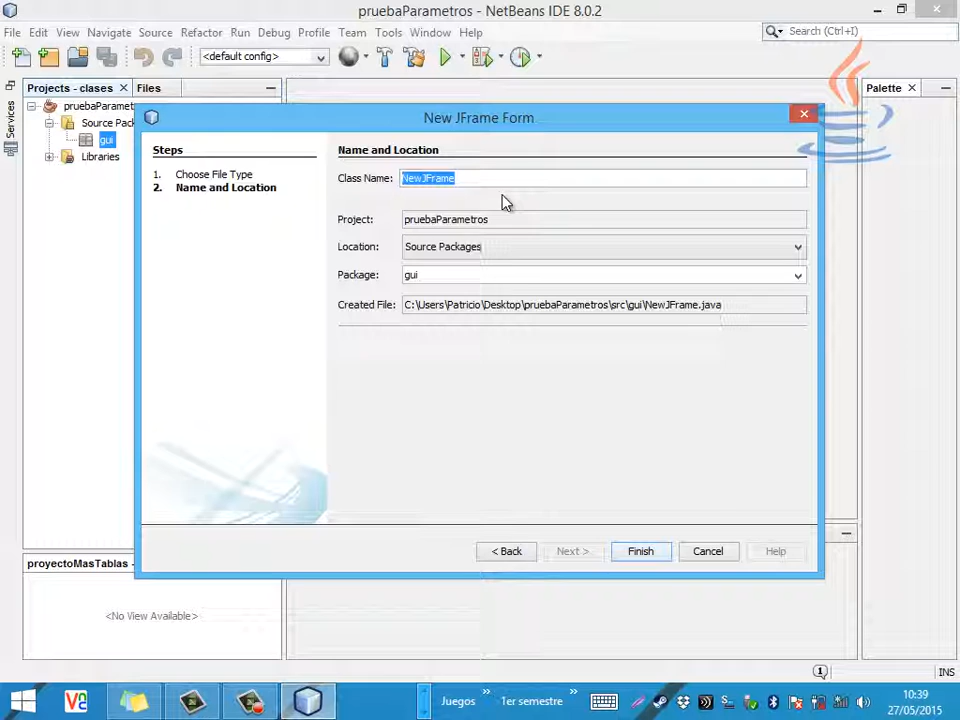 pruebaParametros - NetBeans IDE 8.0.2
File Edit View Navigate Source Refactor Run Debug Profile Team Tools Window Help
Search (Ctrl+I)
<default config>
Projects - clases Files
Palette
Services
pruebaParamet
Source Pack
gui
Libraries
New JFrame Form
Steps
1. Choose File Type
2. Name and Location
Name and Location
Class Name: NewJFrame
Project: pruebaParametros
Location: Source Packages
Package: gui
Created File: C:\Users\Patricio\Desktop\pruebaParametros\src\gui\NewJFrame.java
< Back Next > Finish Cancel Help
proyectoMasTablas -
<No View Available>
1 INS
Juegos » 1er semestre »
10:39
27/05/2015